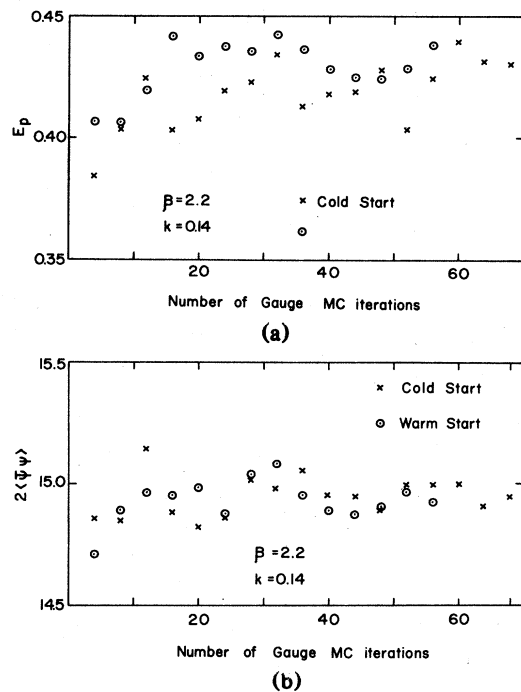 0.45
E_p
0.40
0.35
β=2.2
k=0.14
× Cold Start
⊙
20
40
60
Number of Gauge MC iterations
(a)
15.5
× Cold Start
⊙ Warm Start
2⟨ψ̄ψ⟩
15.0
β=2.2
k=0.14
14.5
20
40
60
Number of Gauge MC iterations
(b)